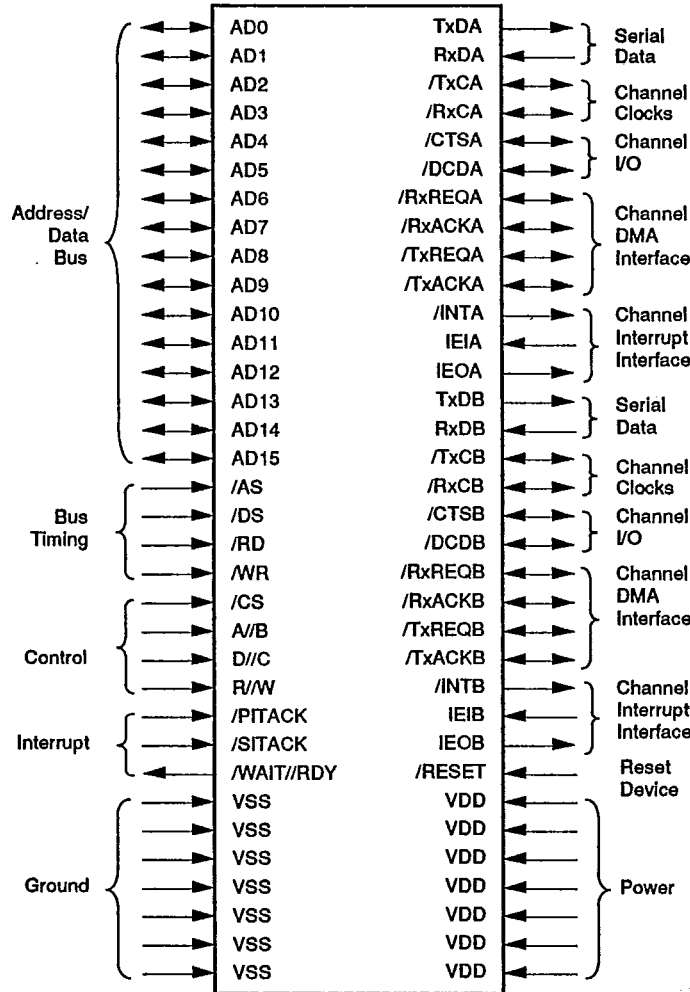 AD0 TxDA
AD1 RxDA
Serial
Data
AD2 /TxCA
AD3 /RxCA
Channel
Clocks
AD4 /CTSA
AD5 /DCDA
Channel
I/O
AD6 /RxREQA
AD7 /RxACKA
AD8 /TxREQA
AD9 /TxACKA
Address/
Data
Bus
Channel
DMA
Interface
AD10 /INTA
AD11 IEIA
AD12 IEOA
Channel
Interrupt
Interface
AD13 TxDB
AD14 RxDB
Serial
Data
AD15 /TxCB
/AS /RxCB
Channel
Clocks
/DS /CTSB
/RD /DCDB
Bus
Timing
Channel
I/O
/WR /RxREQB
/CS /RxACKB
A//B /TxREQB
D//C /TxACKB
Channel
DMA
Interface
Control
R//W /INTB
/PITACK IEIB
/SITACK IEOB
Channel
Interrupt
Interface
Interrupt
/WAIT//RDY /RESET
Reset
Device
VSS VDD
VSS VDD
VSS VDD
Ground VSS VDD Power
VSS VDD
VSS VDD
VSS VDD